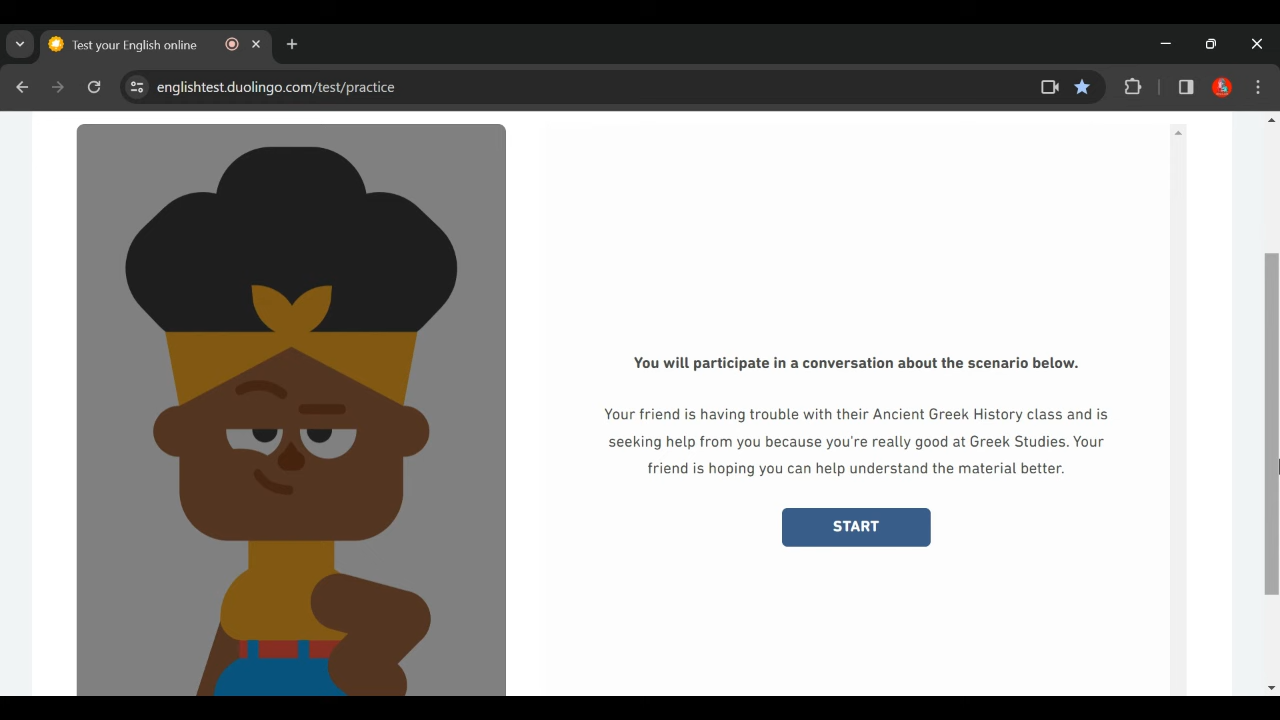 Test your English online
englishtest.duolingo.com/test/practice
You will participate in a conversation about the scenario below.
Your friend is having trouble with their Ancient Greek History class and is
seeking help from you because you're really good at Greek Studies. Your
friend is hoping you can help understand the material better.
START